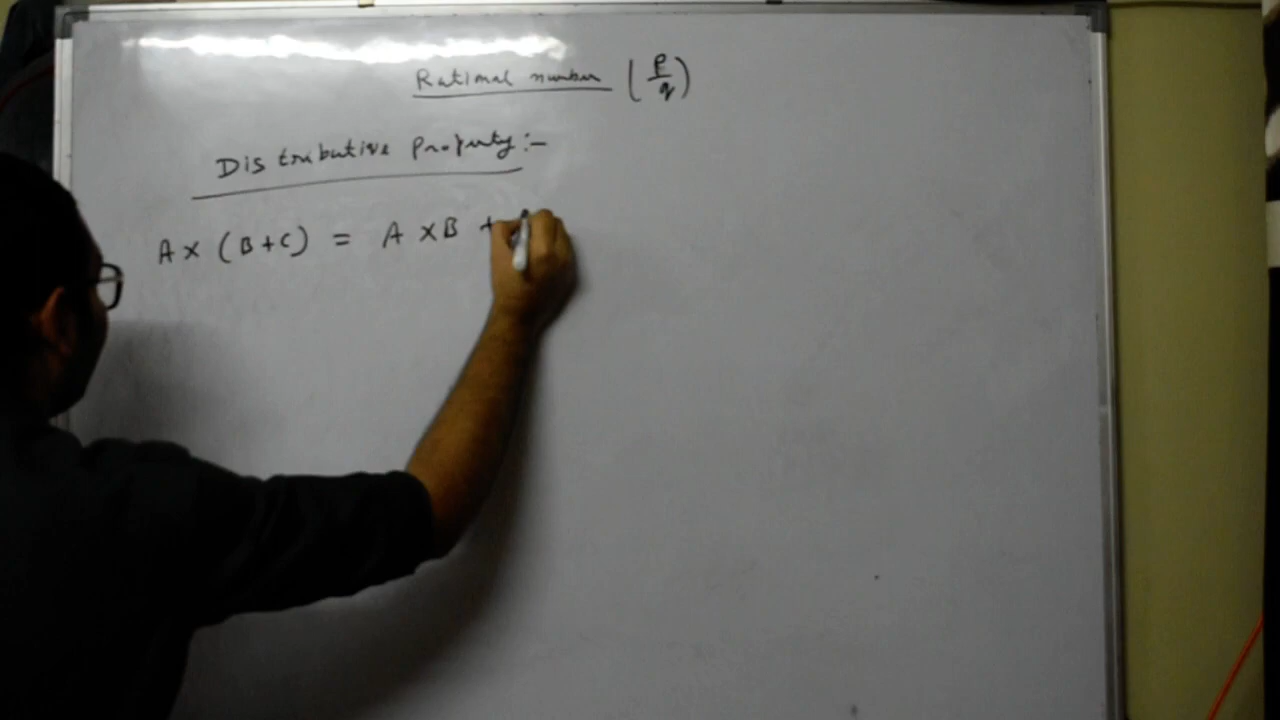 Rational number (p/q)
Distributive Property:-
A × (B+C) = A × B +